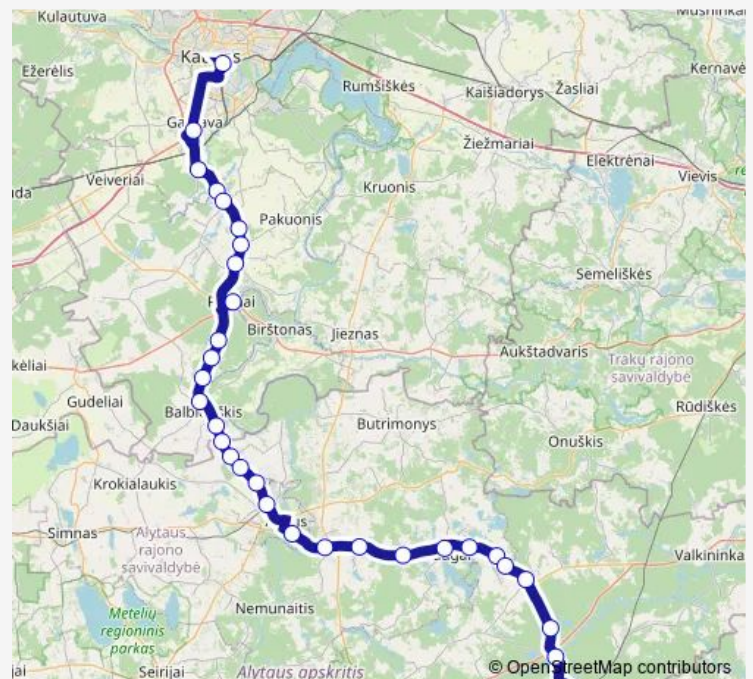 Kulautuva
Musninkai
Ežerėlis
Kernavė
Rumšiškės
Kaišiadorys
Žasliai
Žiežmariai
Elektrėnai
Vievis
Veiveriai
Kruonis
Pakuonis
Semeliškės
Birštonas
Jieznas
Aukštadvaris
Trakų rajono
savivaldybė
Gudeliai
Rūdiškės
Daukšiai
Butrimonys
Onuškis
Krokialaukis
Simnas
Alytaus
rajono
savivaldybė
Valkininka
Nemunaitis
Metelių
regioninis
parkas
Seirijai
Alytaus apskritis
© OpenStreetMap contributors